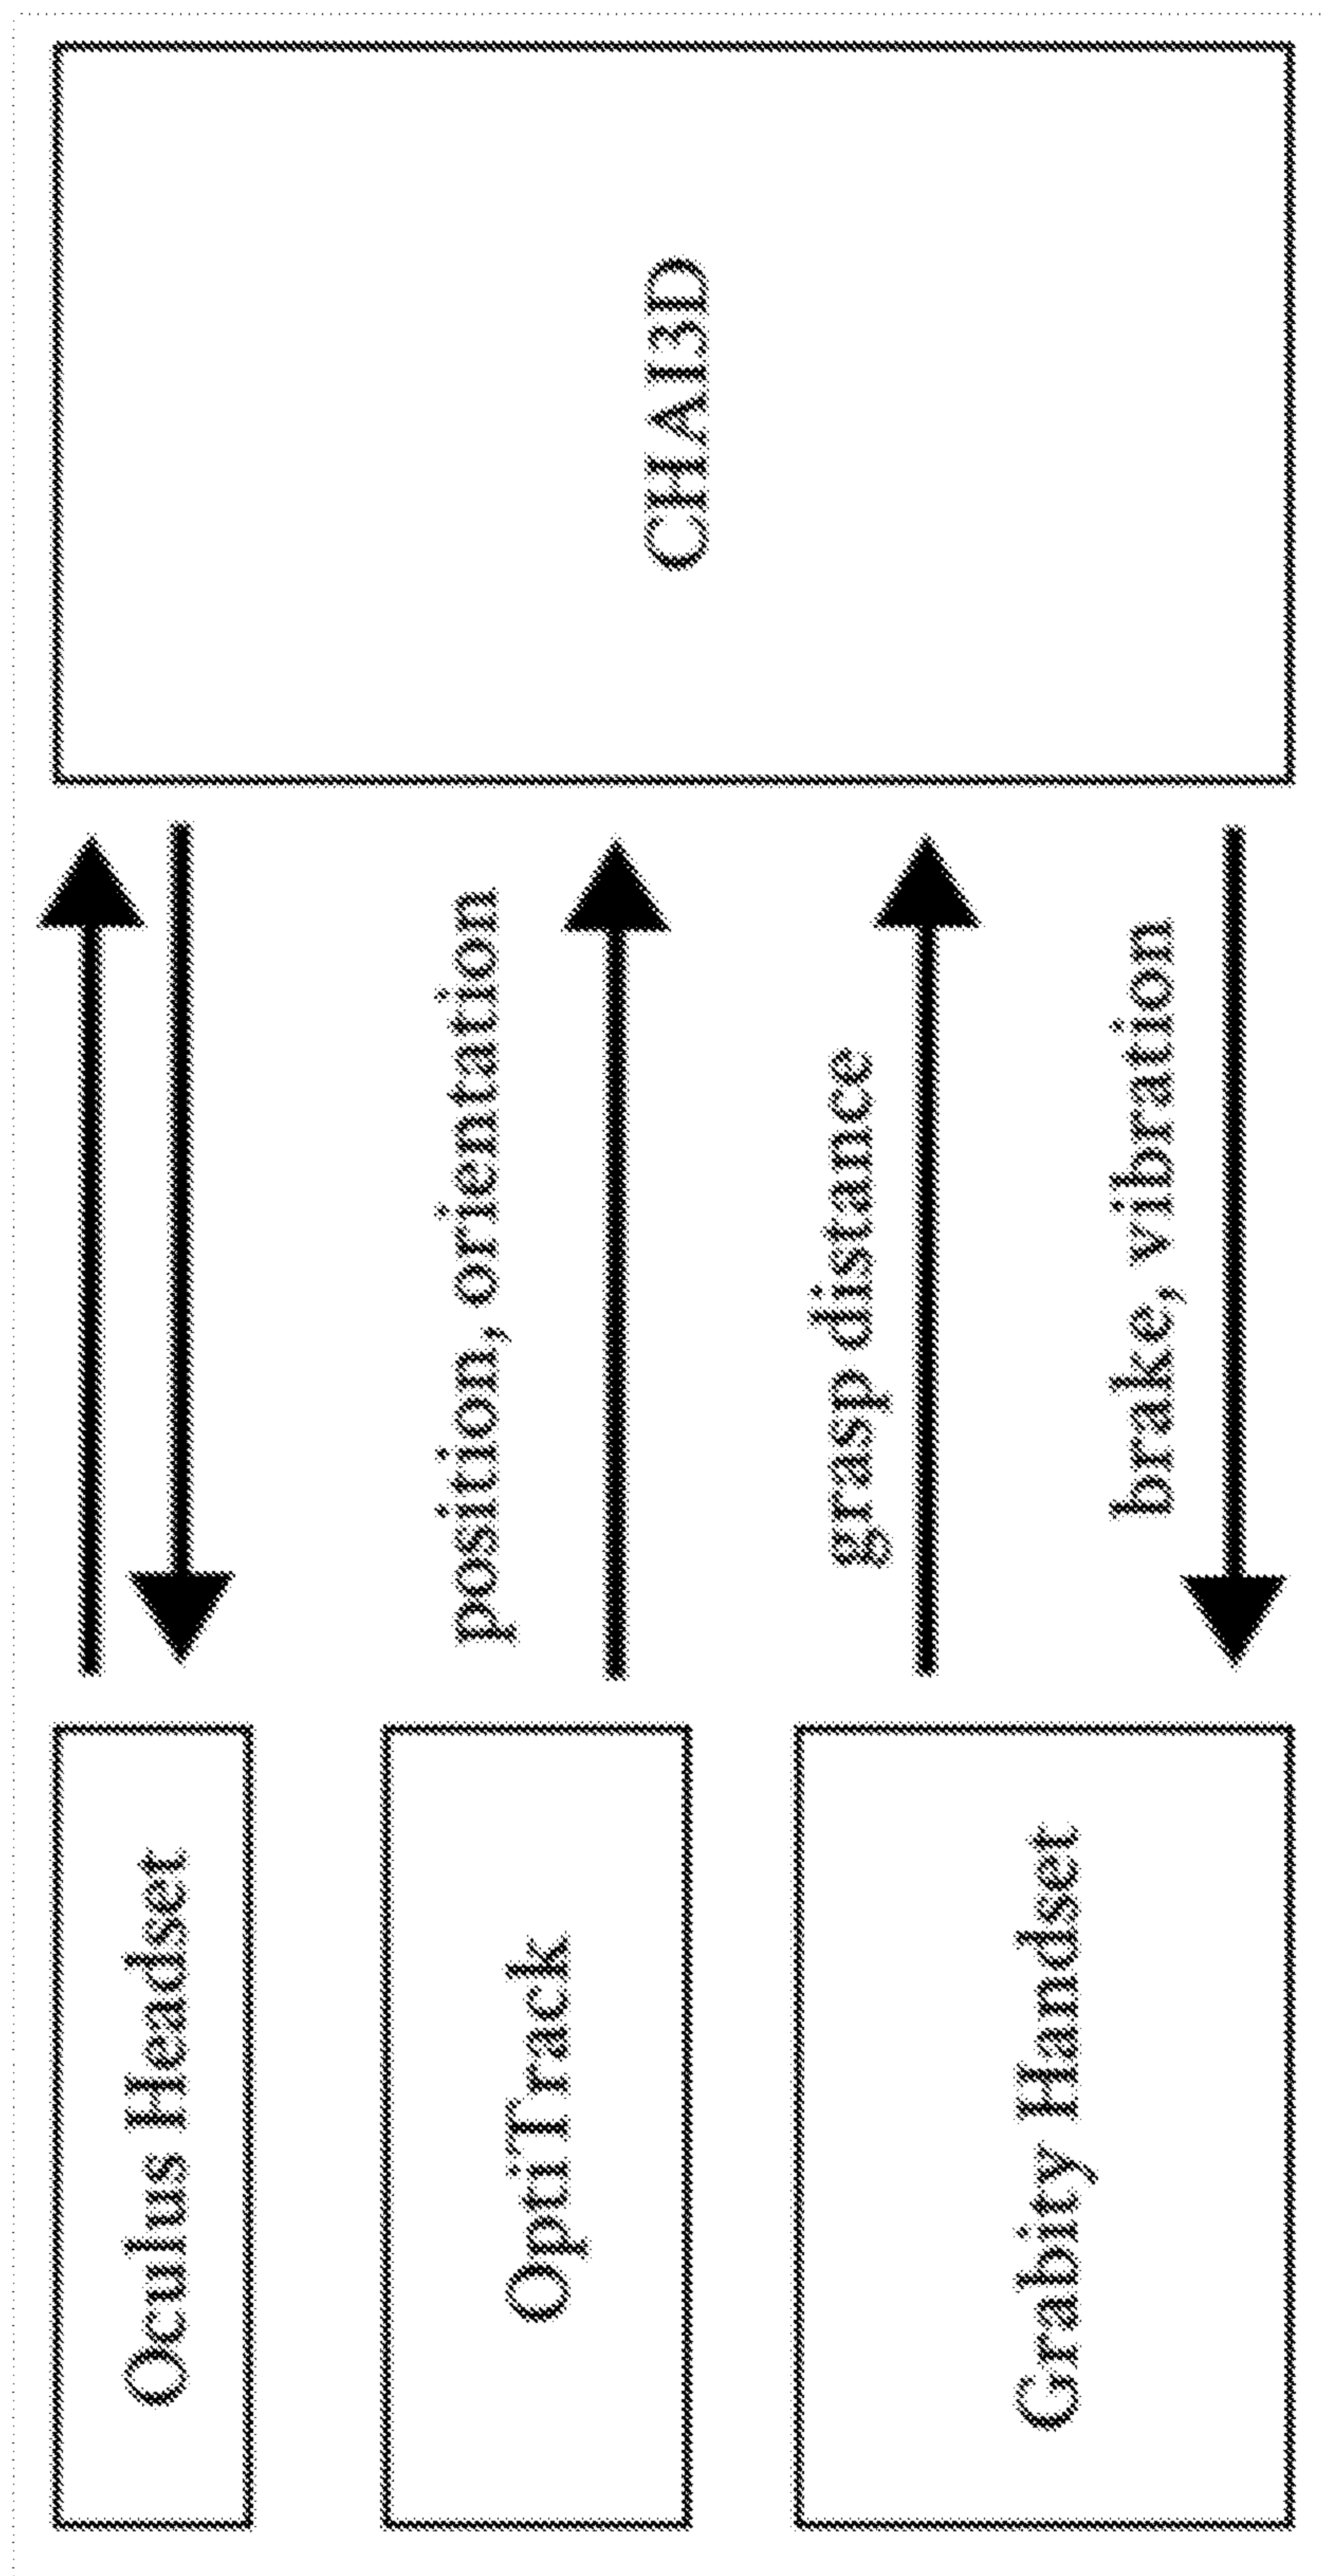 Oculus Headset
OptiTrack
position, orientation
Grabity Handset
grasp distance
brake, vibration
CHAI3D